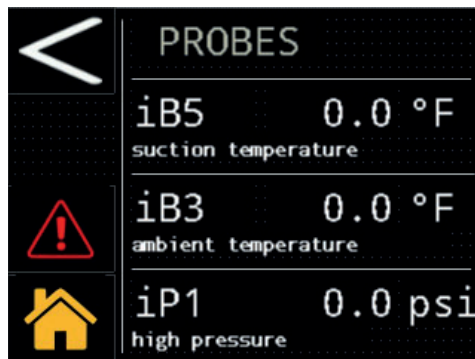 PROBES
iB5 0.0 °F
suction temperature
iB3 0.0 °F
ambient temperature
iP1 0.0 psi
high pressure